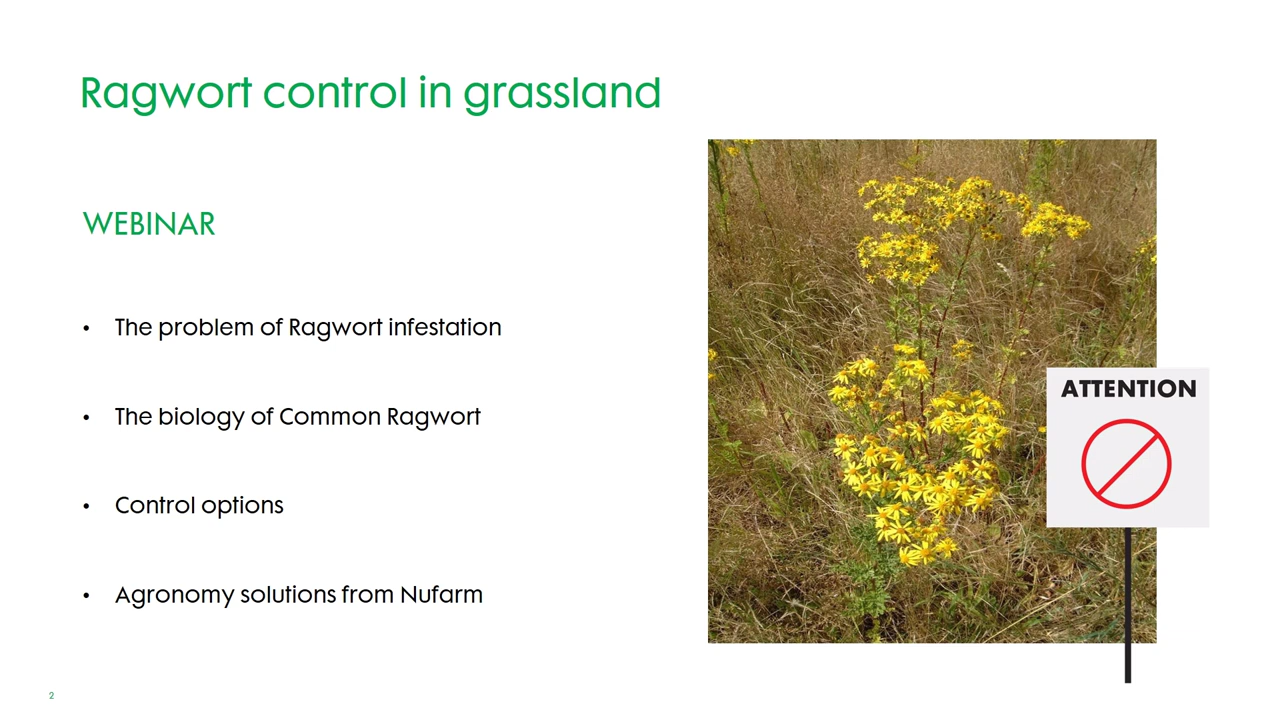 Ragwort control in grassland
WEBINAR
• The problem of Ragwort infestation
• The biology of Common Ragwort
• Control options
• Agronomy solutions from Nufarm
ATTENTION
2